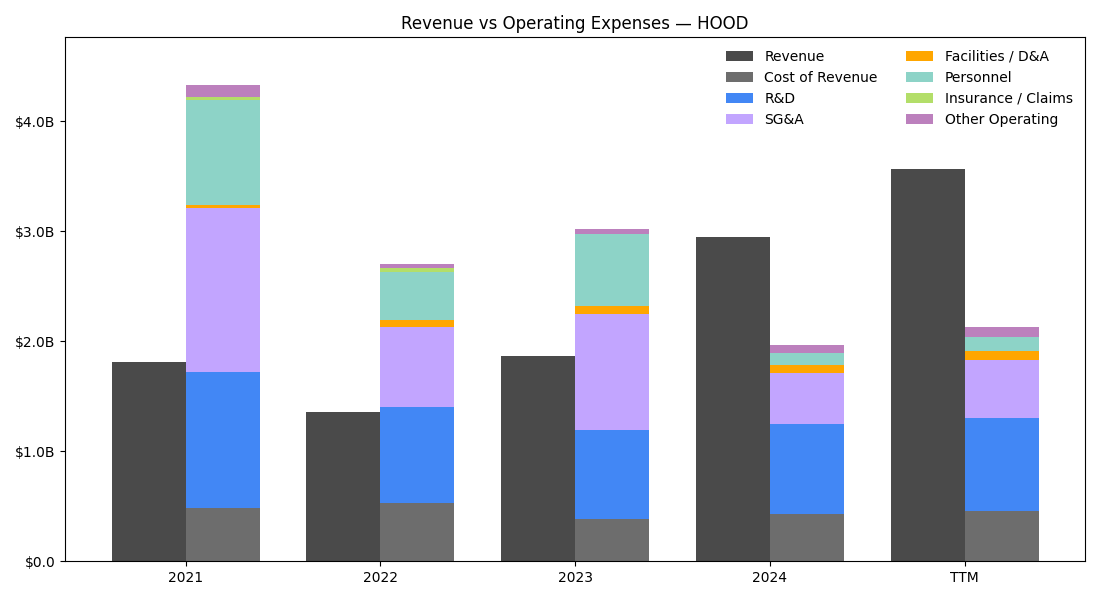 Revenue vs Operating Expenses — HOOD
Revenue
Cost of Revenue
R&D
SG&A
Facilities / D&A
Personnel
Insurance / Claims
Other Operating
$4.0B
$3.0B
$2.0B
$1.0B
$0.0
2021
2022
2023
2024
TTM